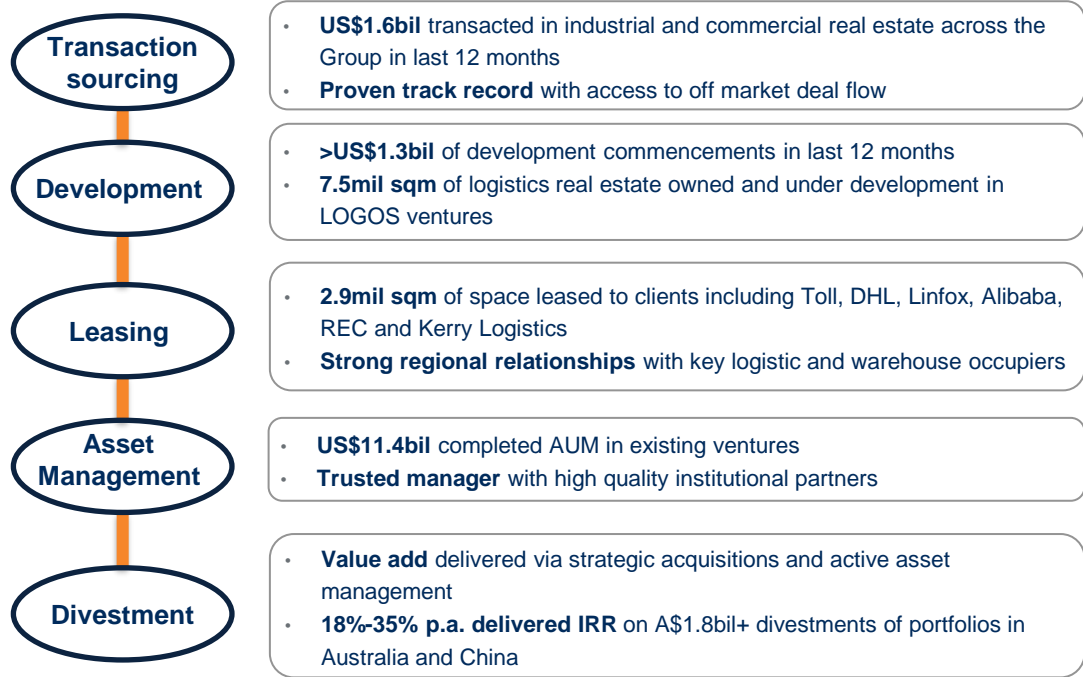 Transaction
sourcing
· US$1.6bil transacted in industrial and commercial real estate across the
Group in last 12 months
· Proven track record with access to off market deal flow
Development
· >US$1.3bil of development commencements in last 12 months
· 7.5mil sqm of logistics real estate owned and under development in
LOGOS ventures
Leasing
· 2.9mil sqm of space leased to clients including Toll, DHL, Linfox, Alibaba,
REC and Kerry Logistics
· Strong regional relationships with key logistic and warehouse occupiers
Asset
Management
· US$11.4bil completed AUM in existing ventures
· Trusted manager with high quality institutional partners
Divestment
· Value add delivered via strategic acquisitions and active asset
management
· 18%-35% p.a. delivered IRR on A$1.8bil+ divestments of portfolios in
Australia and China